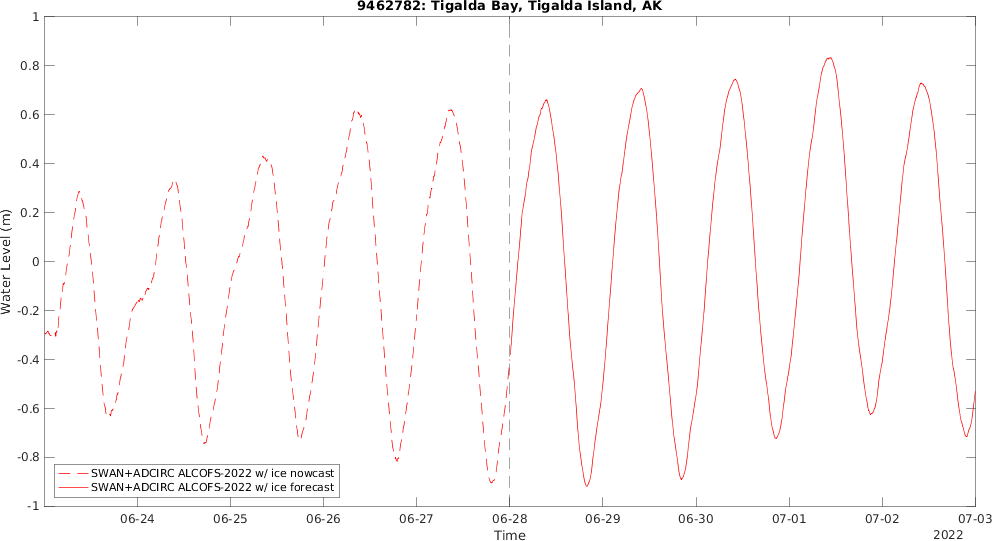 9462782: Tigalda Bay, Tigalda Island, AK
1
0.8
0.6
0.4
0.2
0
-0.2
-0.4
-0.6
-0.8
-1
Water Level (m)
SWAN+ADCIRC ALCOFS-2022 w/ ice nowcast
SWAN+ADCIRC ALCOFS-2022 w/ ice forecast
06-24 06-25 06-26 06-27 06-28 06-29 06-30 07-01 07-02 07-03
Time
2022